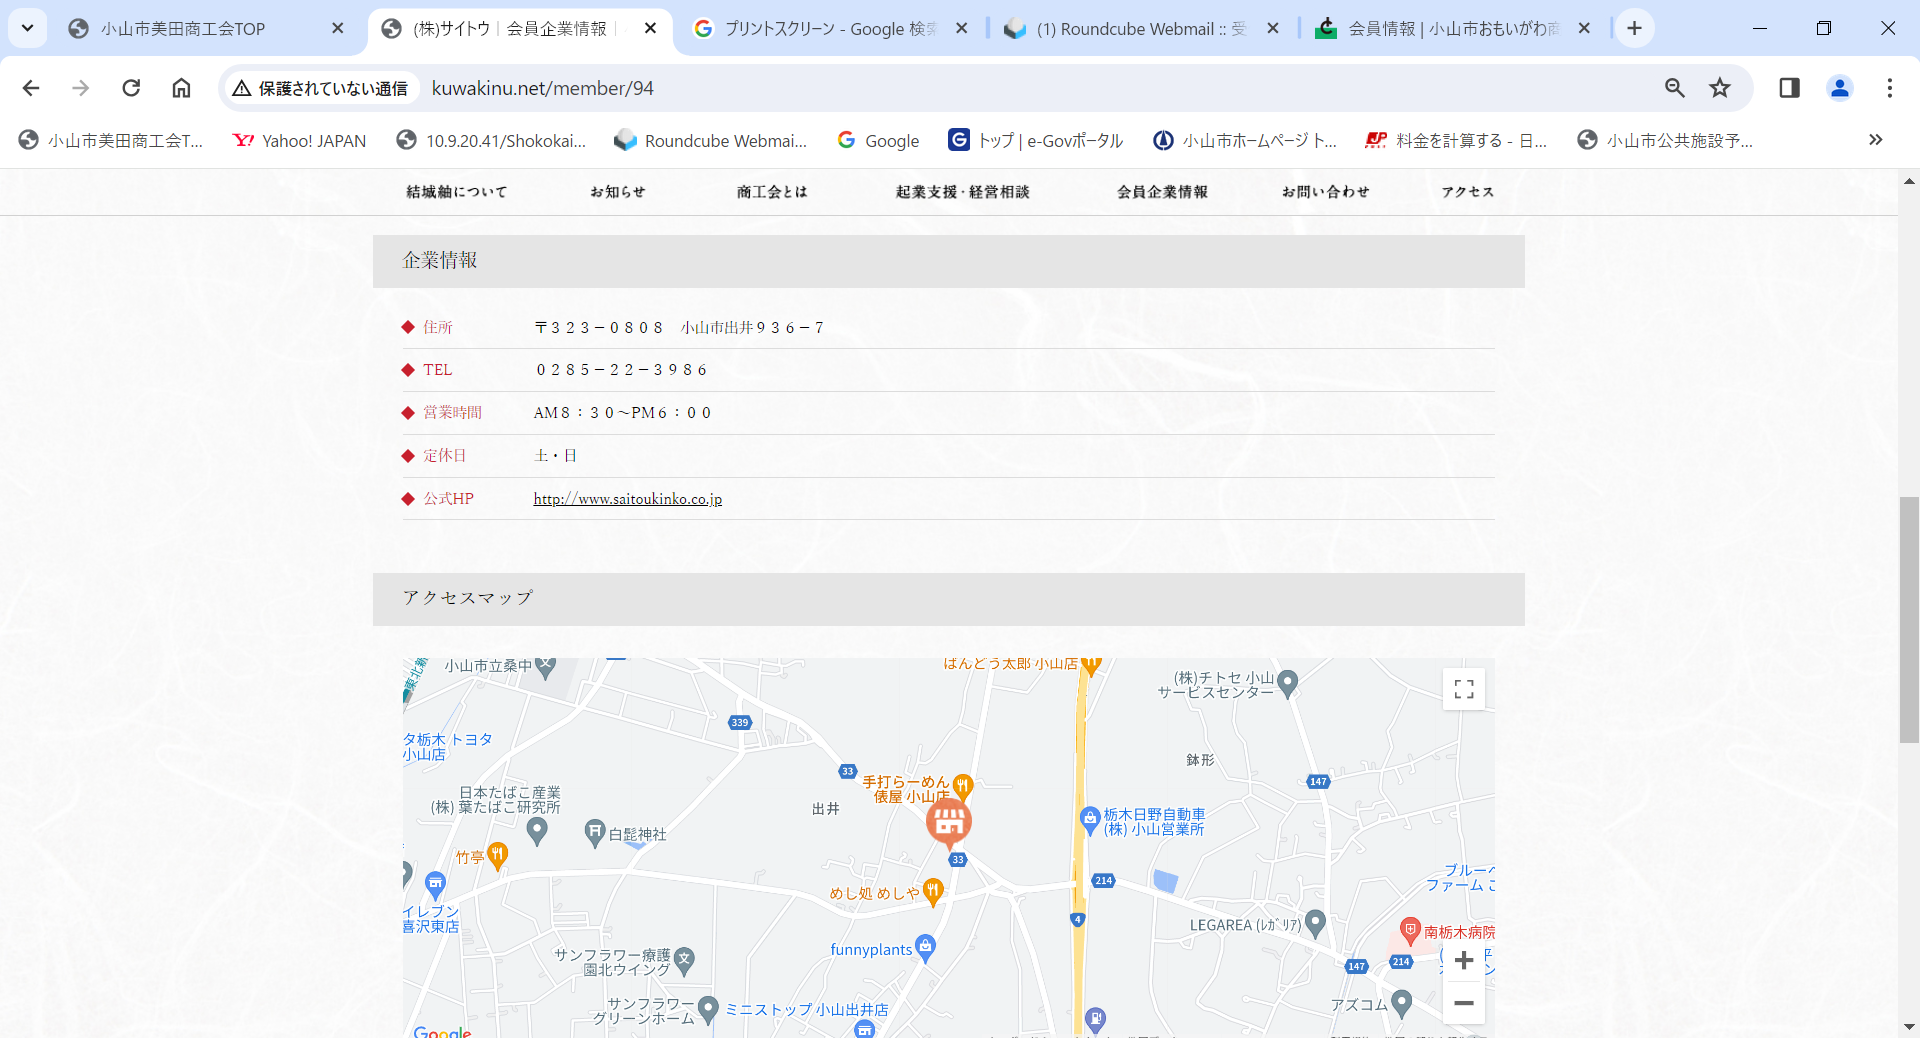 小山市美田商工会TOP
(株)サイトウ｜会員企業情報｜
プリントスクリーン - Google 検索
(1) Roundcube Webmail :: 受
会員情報 | 小山市おもいがわ商
保護されていない通信
kuwakinu.net/member/94
小山市美田商工会T...
Yahoo! JAPAN
10.9.20.41/Shokokai...
Roundcube Webmai...
Google
トップ | e-Govポータル
小山市ホームページ ト...
料金を計算する - 日...
小山市公共施設予...
結城紬について
お知らせ
商工会とは
起業支援・経営相談
会員企業情報
お問い合わせ
アクセス
企業情報
住所
〒３２３－０８０８　小山市出井９３６－７
TEL
０２８５－２２－３９８６
営業時間
AM８：３０～PM６：００
定休日
土・日
公式HP
http://www.saitoukinko.co.jp
アクセスマップ
小山市立桑中
ばんどう太郎 小山店
(株)チトセ 小山
サービスセンター
東北新
339
タ栃木 トヨタ
小山店
33
鉢形
147
手打らーめん
俵屋 小山店
日本たばこ産業
(株) 葉たばこ研究所
出井
栃木日野自動車
(株) 小山営業所
白髭神社
竹亭
33
214
めし処 めしや
ブルーベ
ファーム こ
イレブン
喜沢東店
4
LEGAREA (ﾚｶﾞﾘｱ)
南栃木病院
funnyplants
サンフラワー療護
園北ウイング
147
214
サンフラワー
グリーンホーム
ミニストップ 小山出井店
アズコム
Google